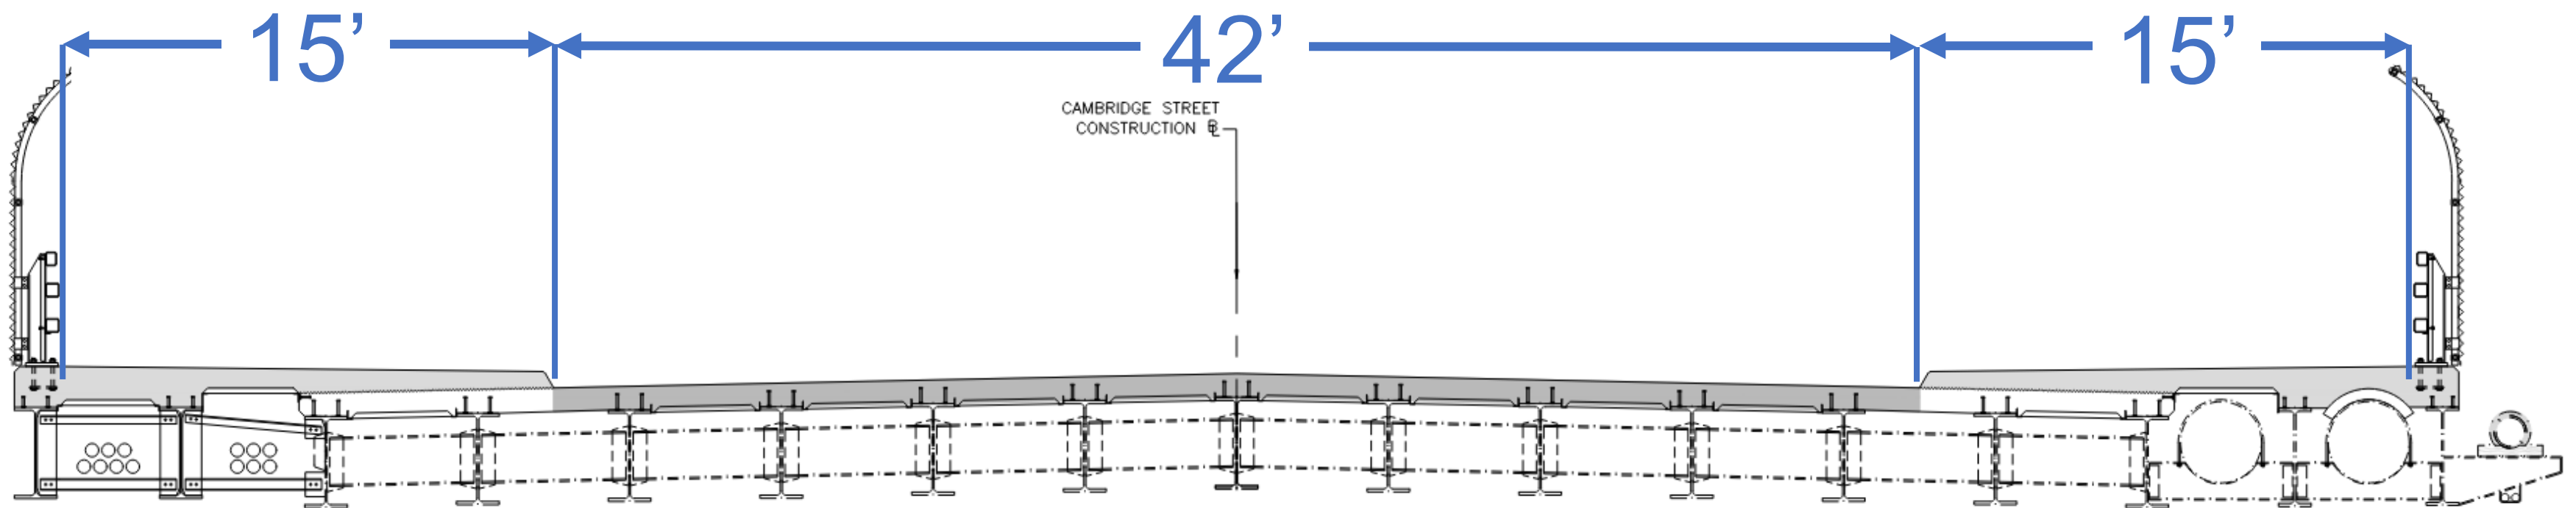 15’ 42’ 15’
CAMBRIDGE STREET
CONSTRUCTION ℄